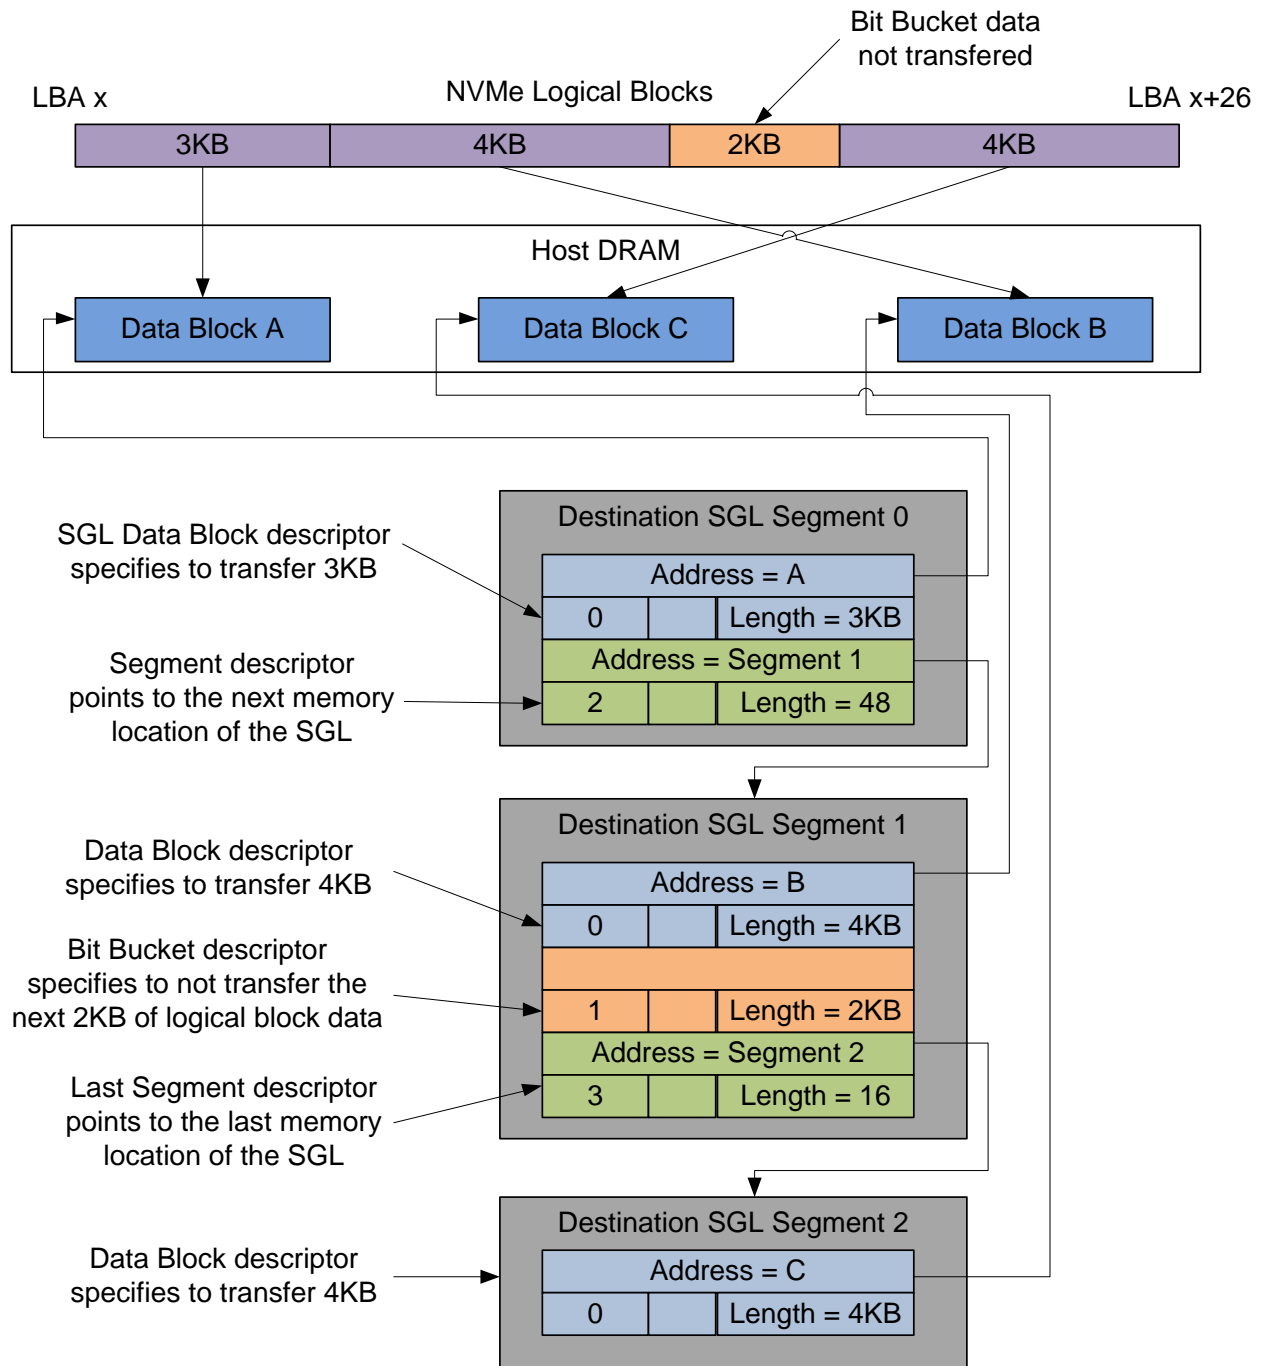 Bit Bucket data
not transfered
LBA x
NVMe Logical Blocks
LBA x+26
3KB
4KB
2KB
4KB
Host DRAM
Data Block A
Data Block C
Data Block B
Destination SGL Segment 0
SGL Data Block descriptor
specifies to transfer 3KB
Address = A
0
Length = 3KB
Segment descriptor
points to the next memory
location of the SGL
Address = Segment 1
2
Length = 48
Destination SGL Segment 1
Data Block descriptor
specifies to transfer 4KB
Address = B
0
Length = 4KB
Bit Bucket descriptor
specifies to not transfer the
next 2KB of logical block data
1
Length = 2KB
Address = Segment 2
Last Segment descriptor
points to the last memory
location of the SGL
3
Length = 16
Destination SGL Segment 2
Data Block descriptor
specifies to transfer 4KB
Address = C
0
Length = 4KB